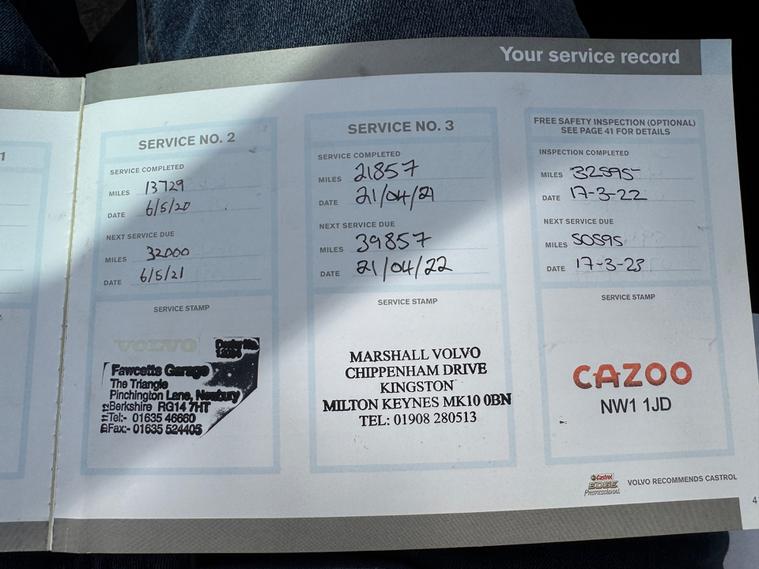 Your service record
1
SERVICE NO. 2
SERVICE COMPLETED
MILES 13729
DATE 6/5/20
NEXT SERVICE DUE
MILES 32000
DATE 6/5/21
SERVICE STAMP
VOLVO
Fawcetts Garage
The Triangle
Pinchington Lane, Newbury
Berkshire RG14 7HT
Tel:- 01635 46660
Fax:- 01635 524405
SERVICE NO. 3
SERVICE COMPLETED
MILES 21857
DATE 21/04/21
NEXT SERVICE DUE
MILES 39857
DATE 21/04/22
SERVICE STAMP
MARSHALL VOLVO
CHIPPENHAM DRIVE
KINGSTON
MILTON KEYNES MK10 0BN
TEL: 01908 280513
FREE SAFETY INSPECTION (OPTIONAL)
SEE PAGE 41 FOR DETAILS
INSPECTION COMPLETED
MILES 32595
DATE 17-3-22
NEXT SERVICE DUE
MILES 50595
DATE 17-3-23
SERVICE STAMP
CAZOO
NW1 1JD
Castrol
EDGE
Professional
VOLVO RECOMMENDS CASTROL
4